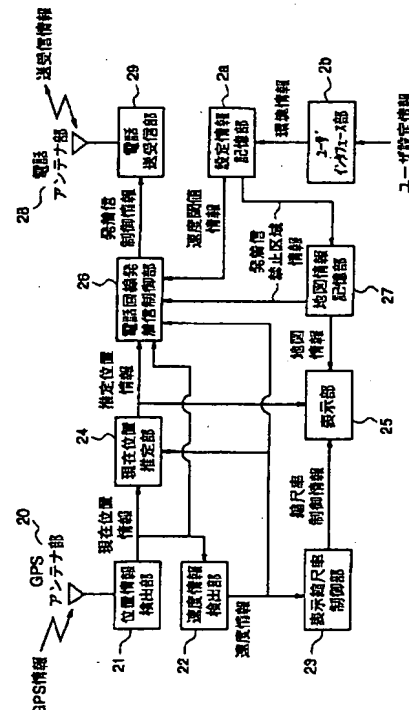 GPS情報
20
GPS
アンテナ部
21
位置情報
検出部
現在位置
情報
22
速度情報
検出部
速度情報
23
表示縮尺率
制御部
縮尺率
制御情報
24
現在位置
推定部
推定位置
情報
25
表示部
地図
情報
26
電話回線発
着信制御部
発着信
制御情報
速度閾値
情報
発着信
禁止区域
情報
27
地図情報
記憶部
28
電話
アンテナ部
送受信情報
29
電話
送受信部
2a
設定情報
記憶部
環境情報
2b
ユーザ
インタフェース部
ユーザ設定情報